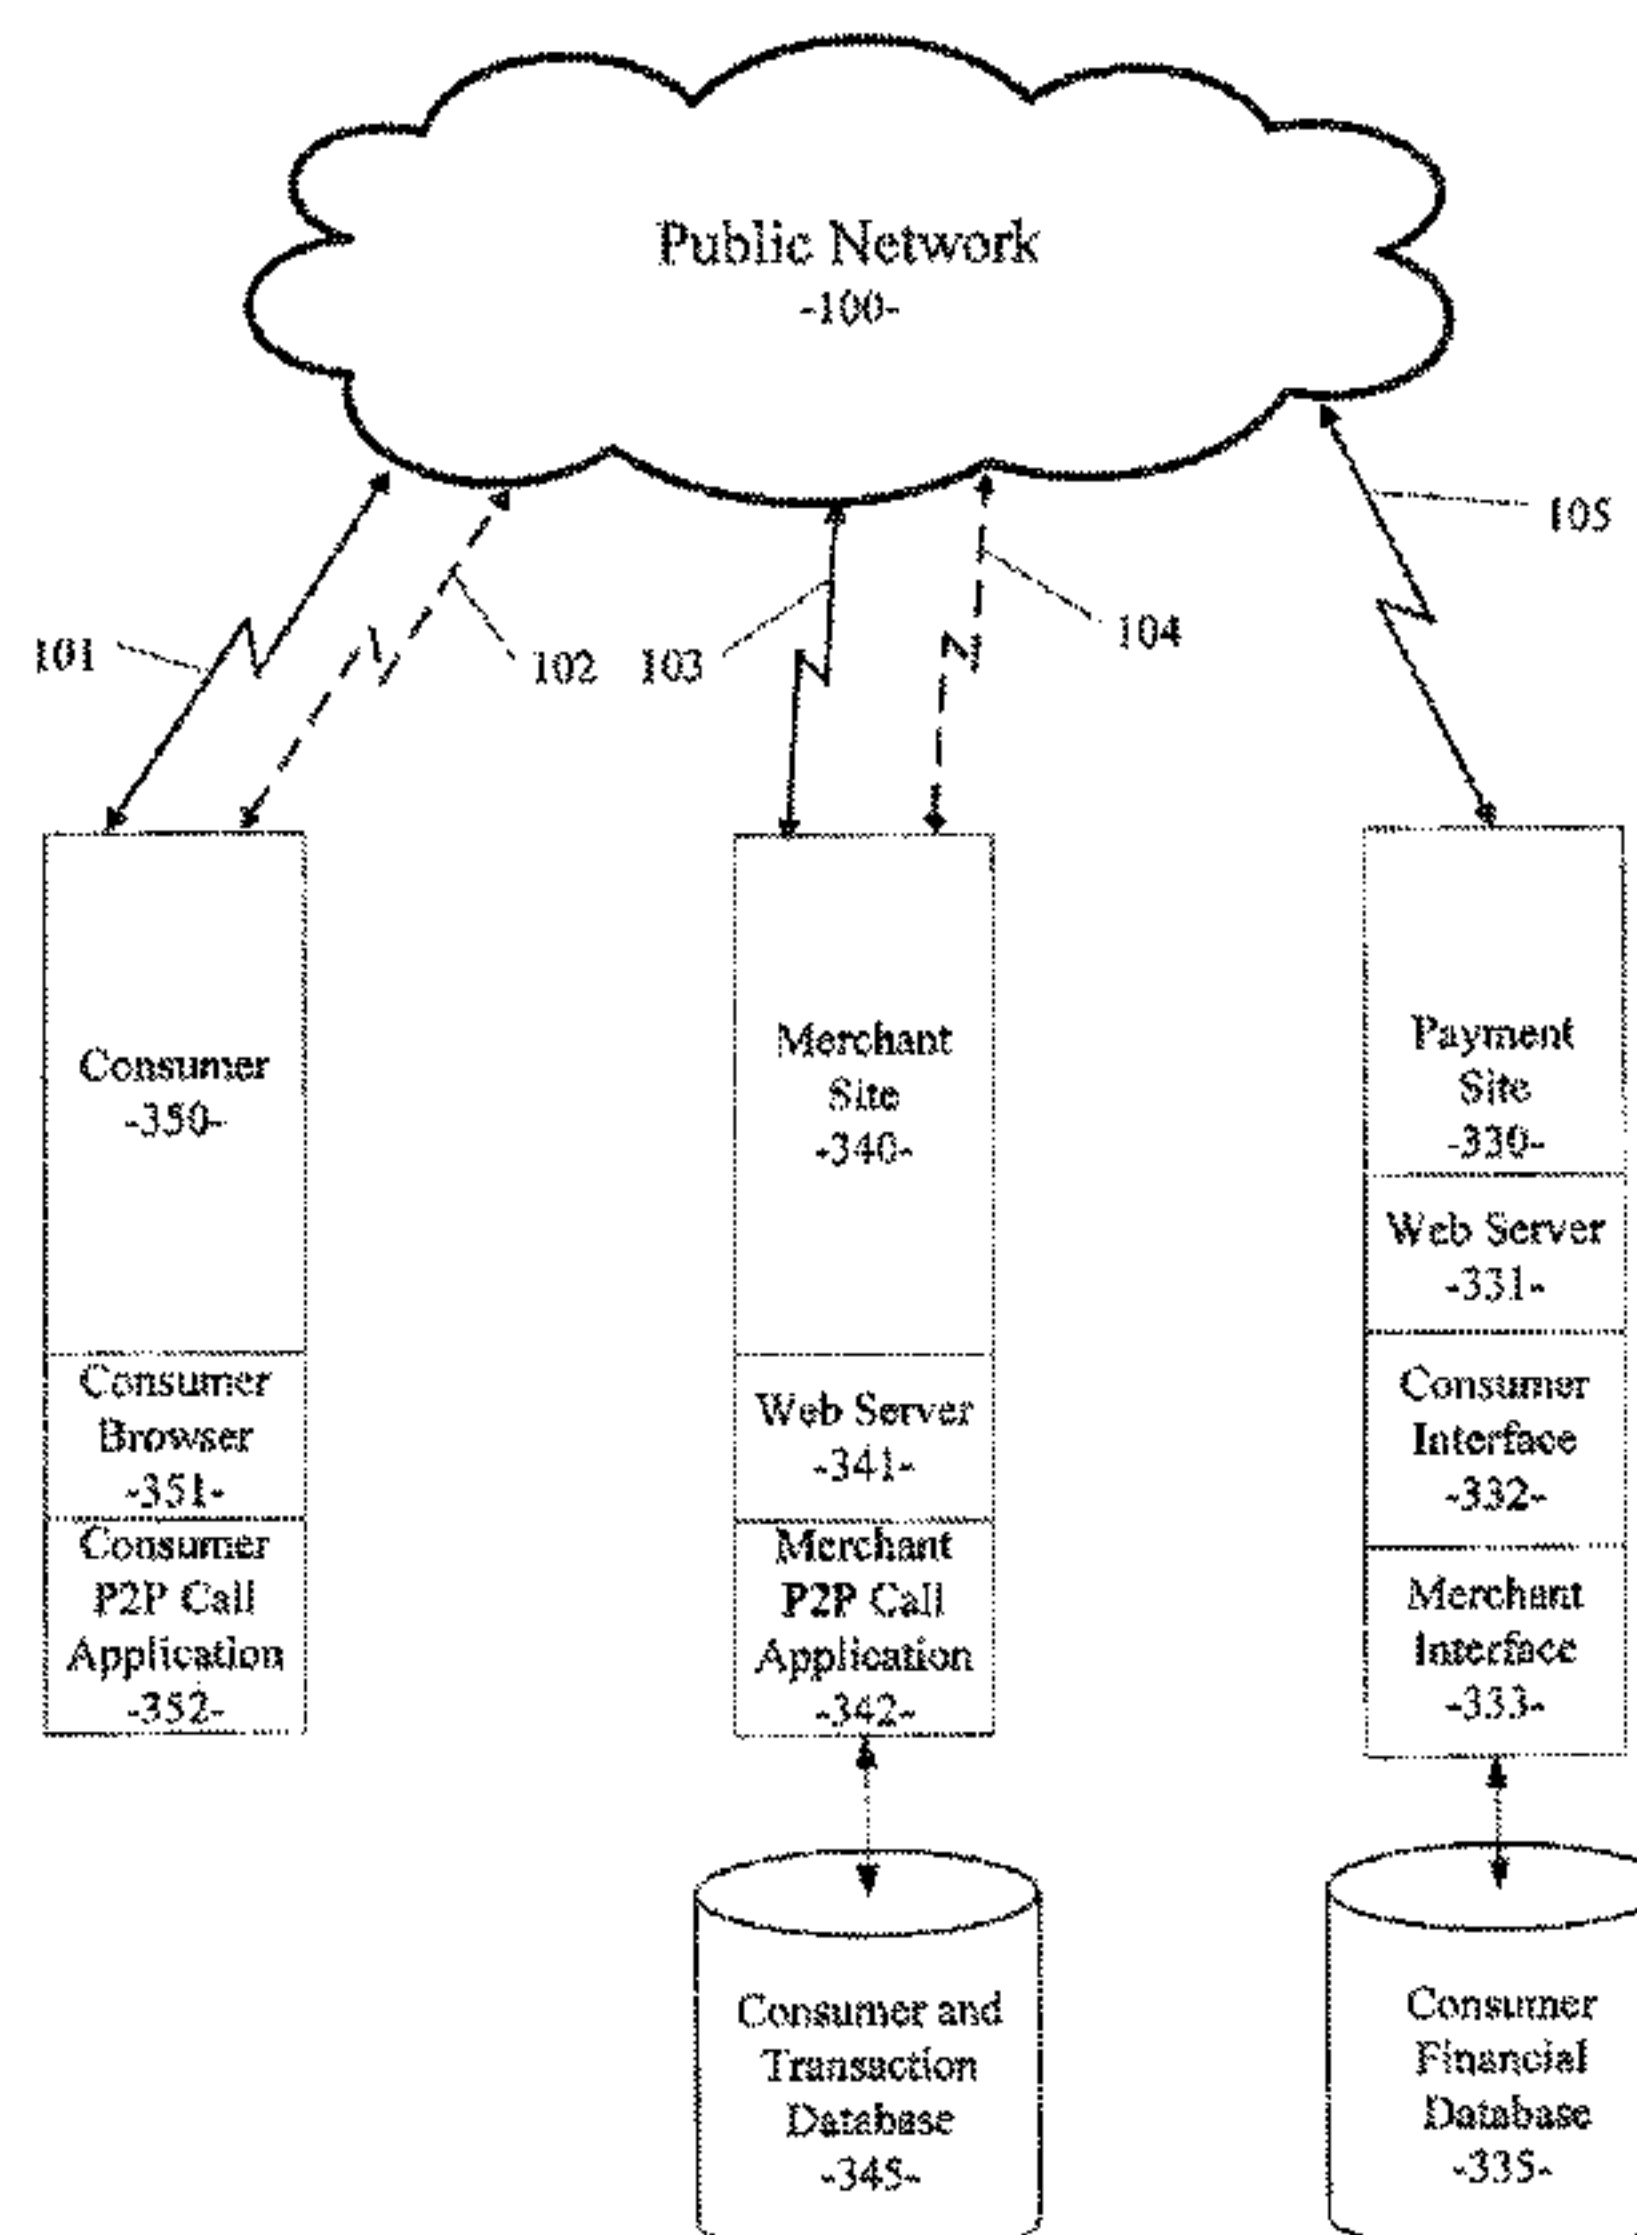 Public Network
-100-
105
101
102
103
104
Consumer
-350-
Consumer
Browser
-351-
Consumer
P2P Call
Application
-352-
Merchant
Site
-340-
Web Server
-341-
Merchant
P2P Call
Application
-342-
Payment
Site
-330-
Web Server
-331-
Consumer
Interface
-332-
Merchant
Interface
-333-
Consumer and
Transaction
Database
-345-
Consumer
Financial
Database
-335-